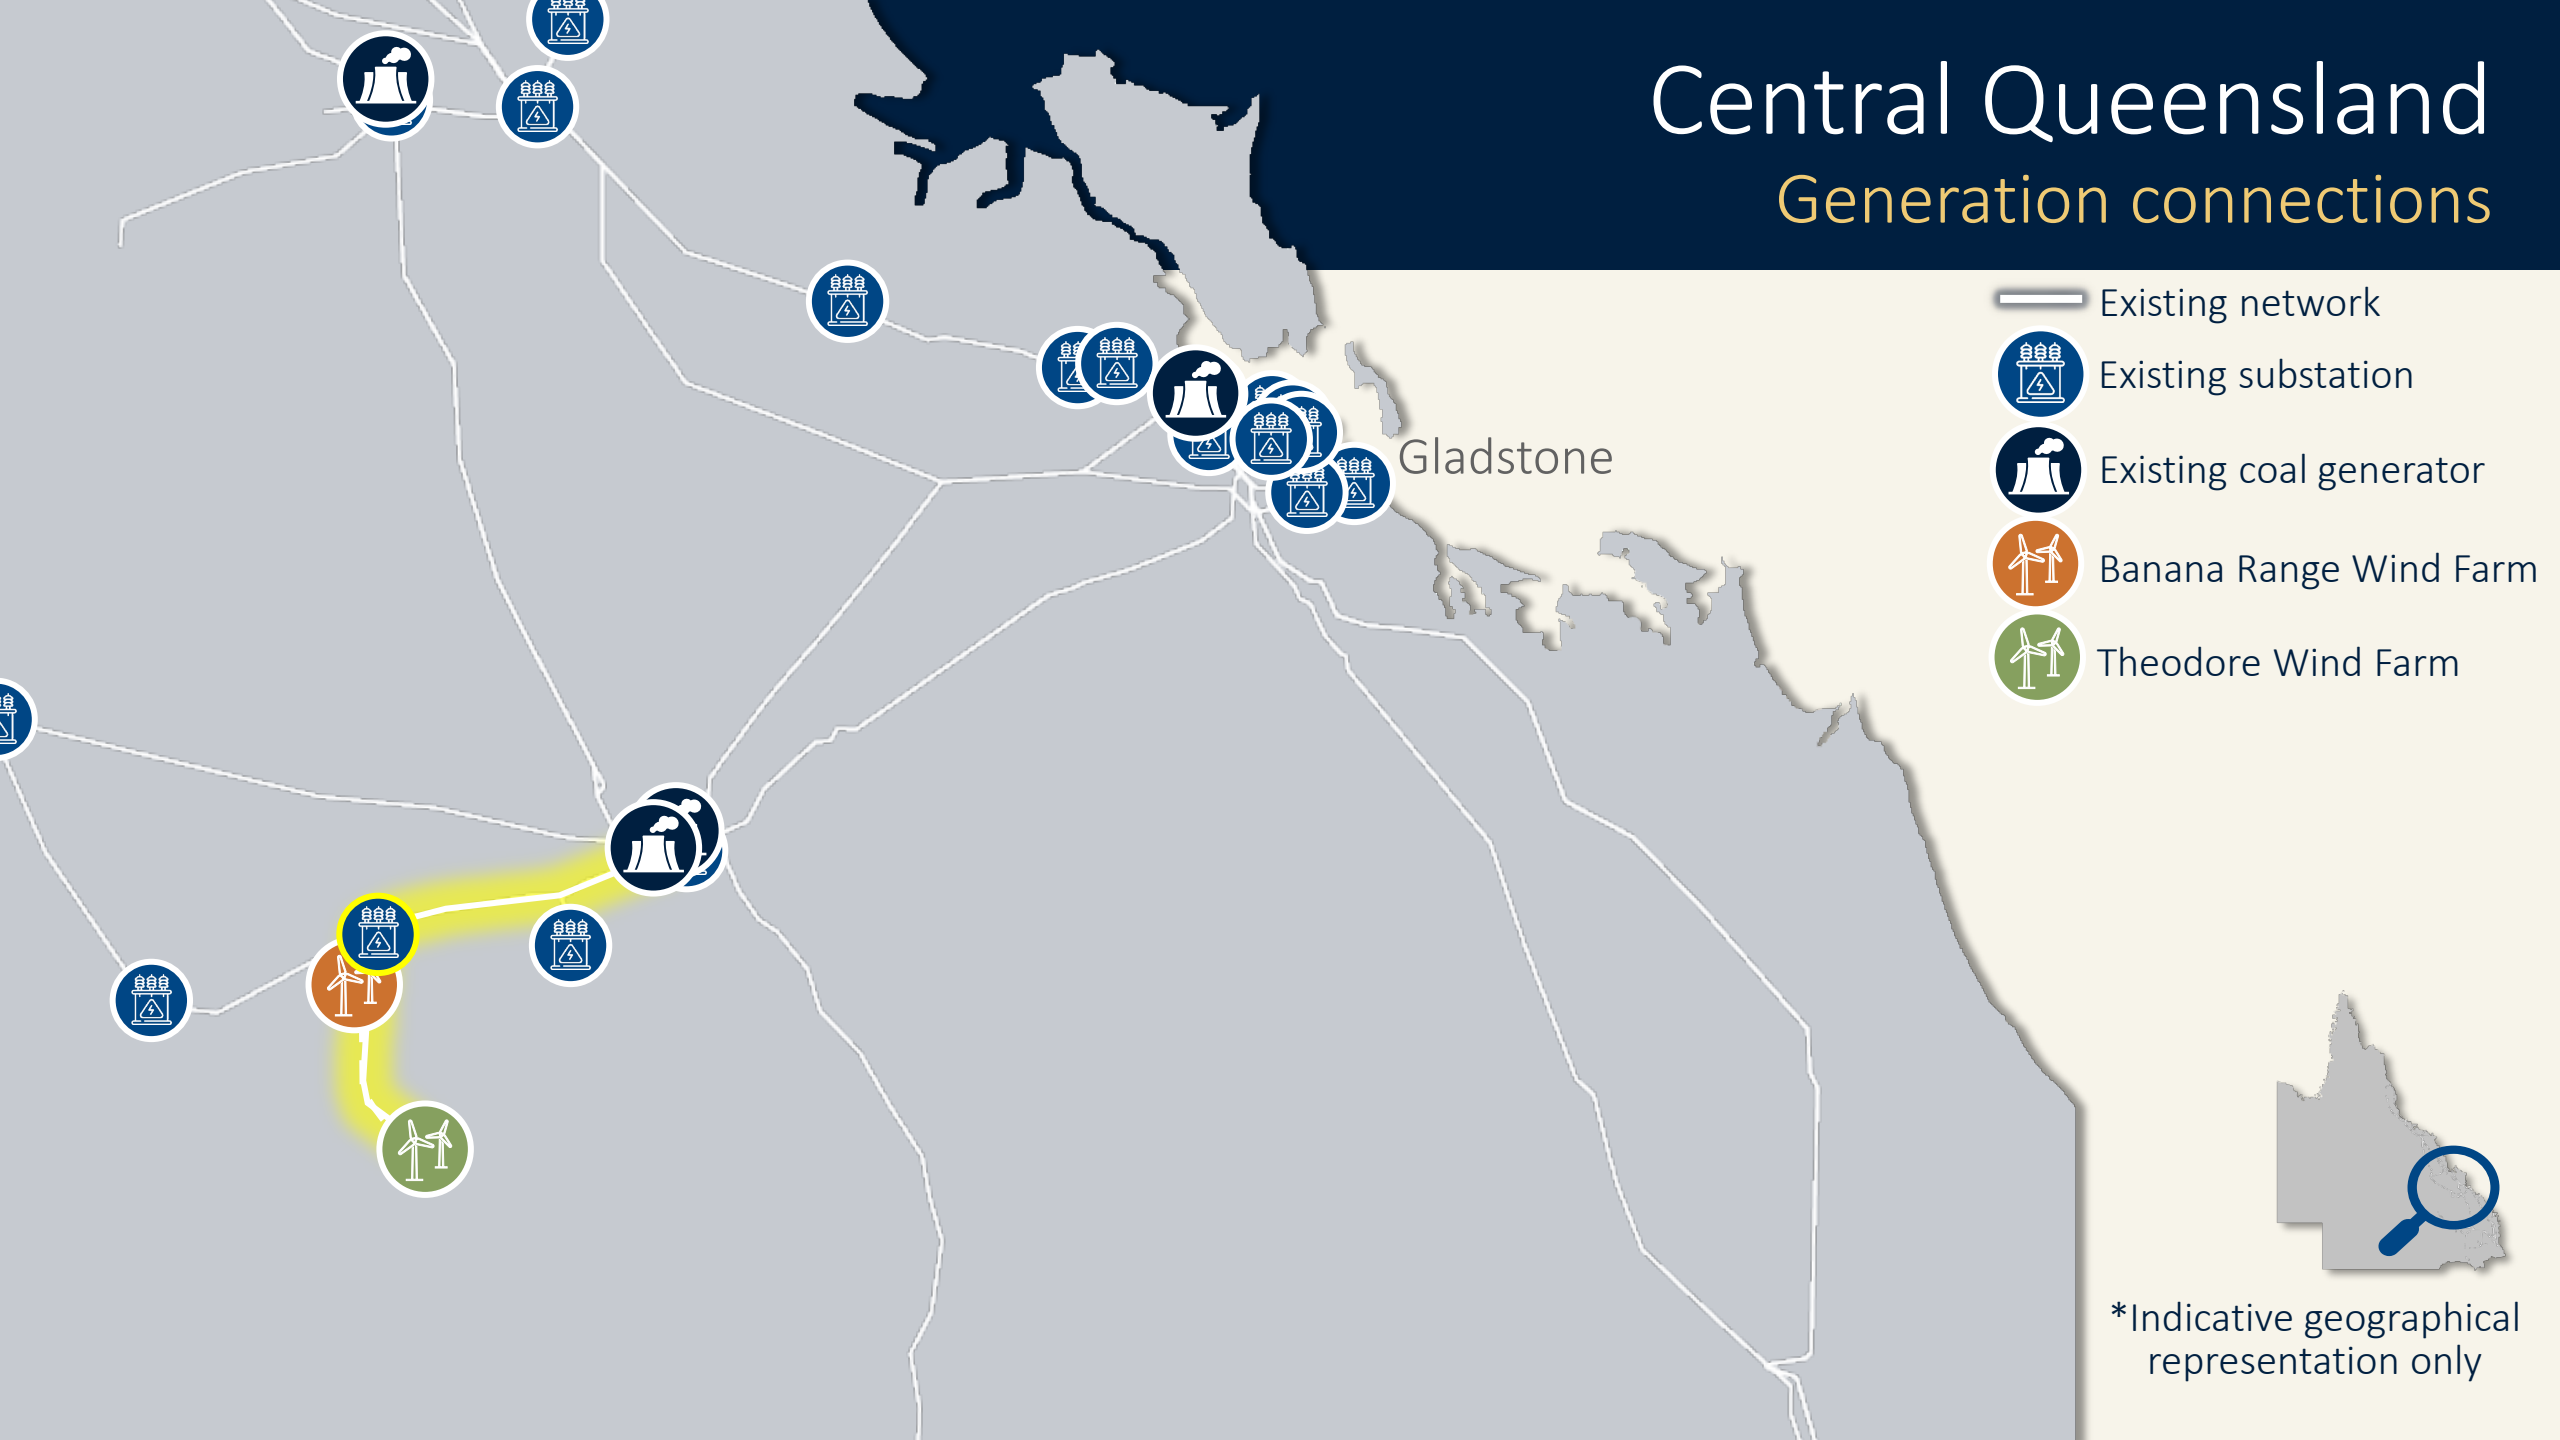 Central Queensland
Generation connections
Existing network
Existing substation
Existing coal generator
Banana Range Wind Farm
Theodore Wind Farm
Gladstone
*Indicative geographical
representation only